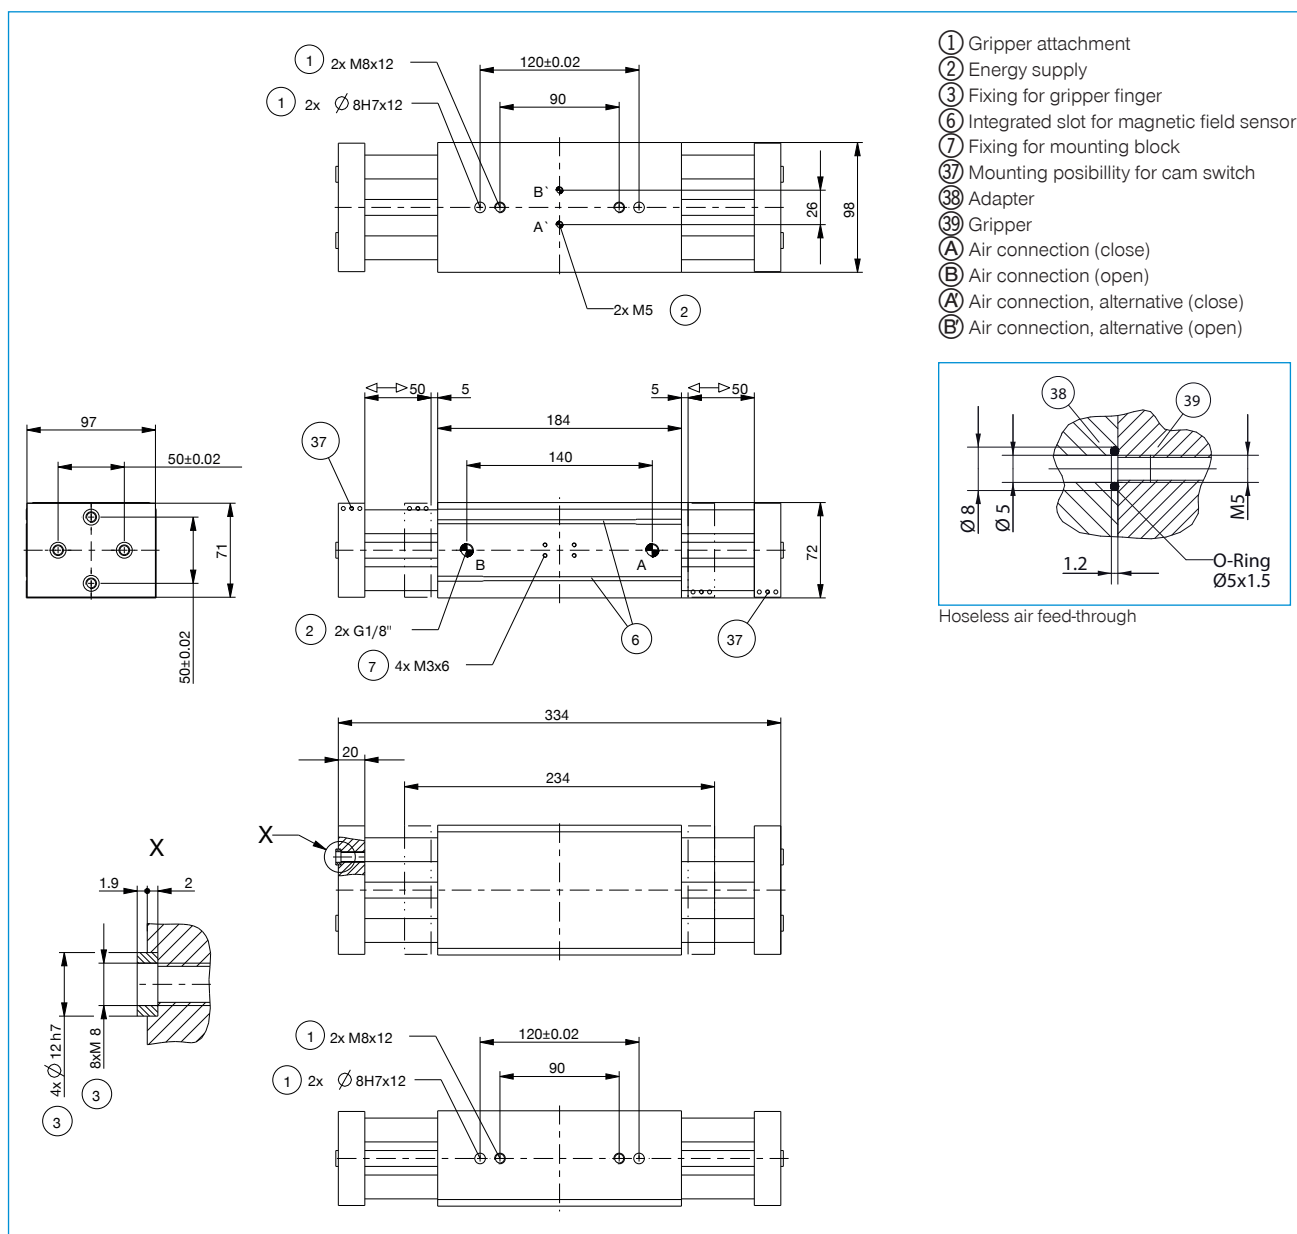 1 2x M8x12
120±0.02
1 2x Ø 8H7x12
90
B`
A`
26
98
2x M5 2
1 Gripper attachment
2 Energy supply
3 Fixing for gripper finger
6 Integrated slot for magnetic field sensor
7 Fixing for mounting block
37 Mounting posibillity for cam switch
38 Adapter
39 Gripper
A Air connection (close)
B Air connection (open)
A' Air connection, alternative (close)
B' Air connection, alternative (open)
97
50±0.02
71
50±0.02
50 5 5 50
184
37
140
B A
72
2 2x G1/8"
6
37
7 4x M3x6
38
39
Ø 8
Ø 5
M5
1.2
O-Ring
Ø5x1.5
Hoseless air feed-through
334
20
234
X
X
1.9 2
4x Ø 12 h7
8xM 8
3
3
1 2x M8x12
120±0.02
1 2x Ø 8H7x12
90